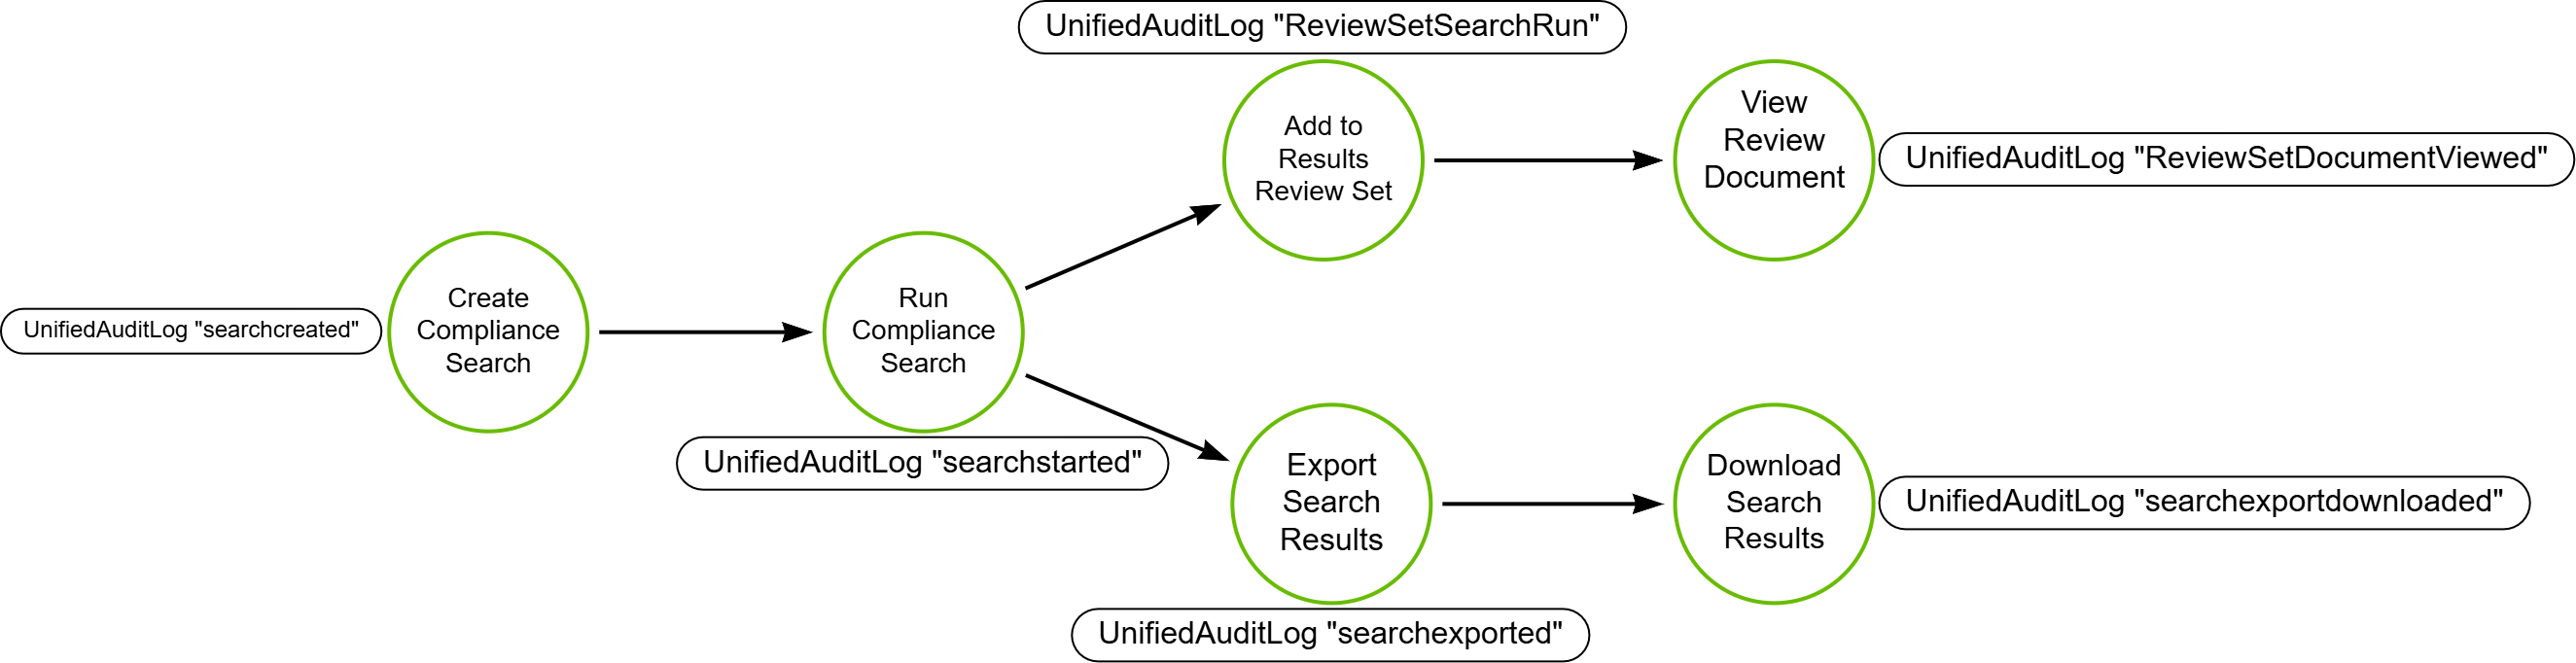 UnifiedAuditLog "searchcreated"
Create
Compliance
Search
Run
Compliance
Search
UnifiedAuditLog "searchstarted"
UnifiedAuditLog "ReviewSetSearchRun"
Add to
Results
Review Set
View
Review
Document
UnifiedAuditLog "ReviewSetDocumentViewed"
Export
Search
Results
UnifiedAuditLog "searchexported"
Download
Search
Results
UnifiedAuditLog "searchexportdownloaded"